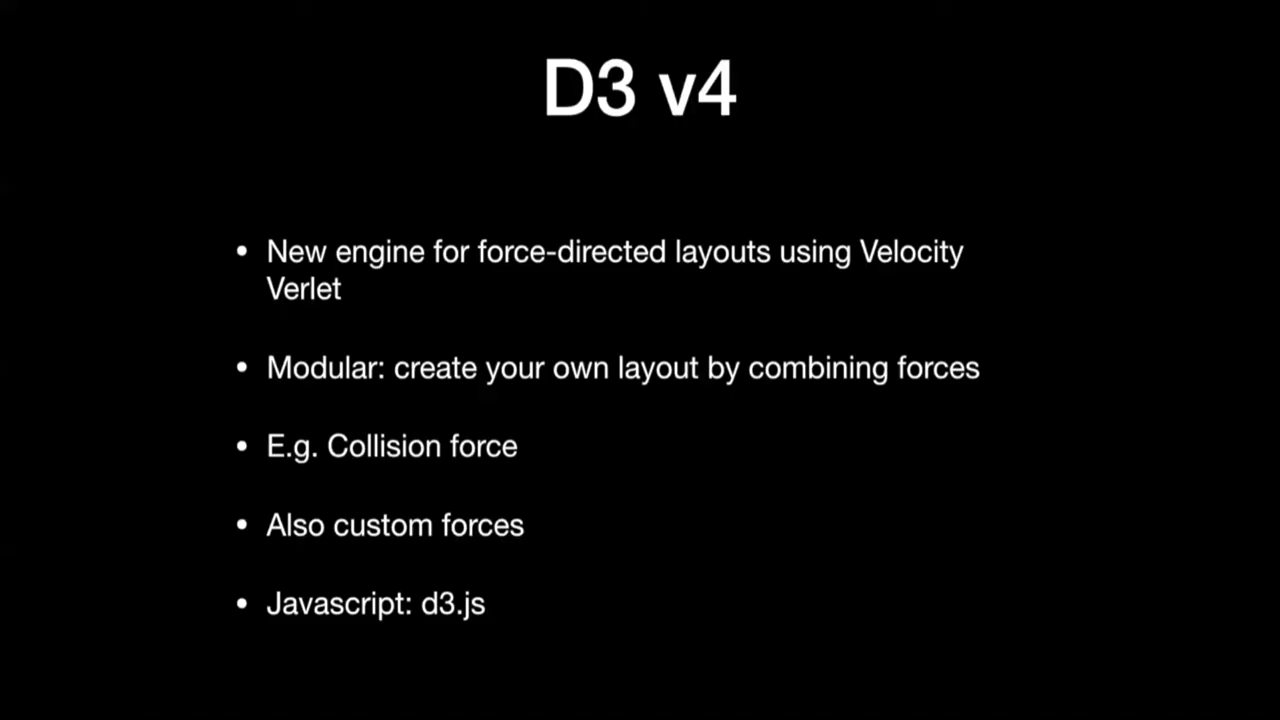 D3 v4
• New engine for force-directed layouts using Velocity
Verlet
• Modular: create your own layout by combining forces
• E.g. Collision force
• Also custom forces
• Javascript: d3.js